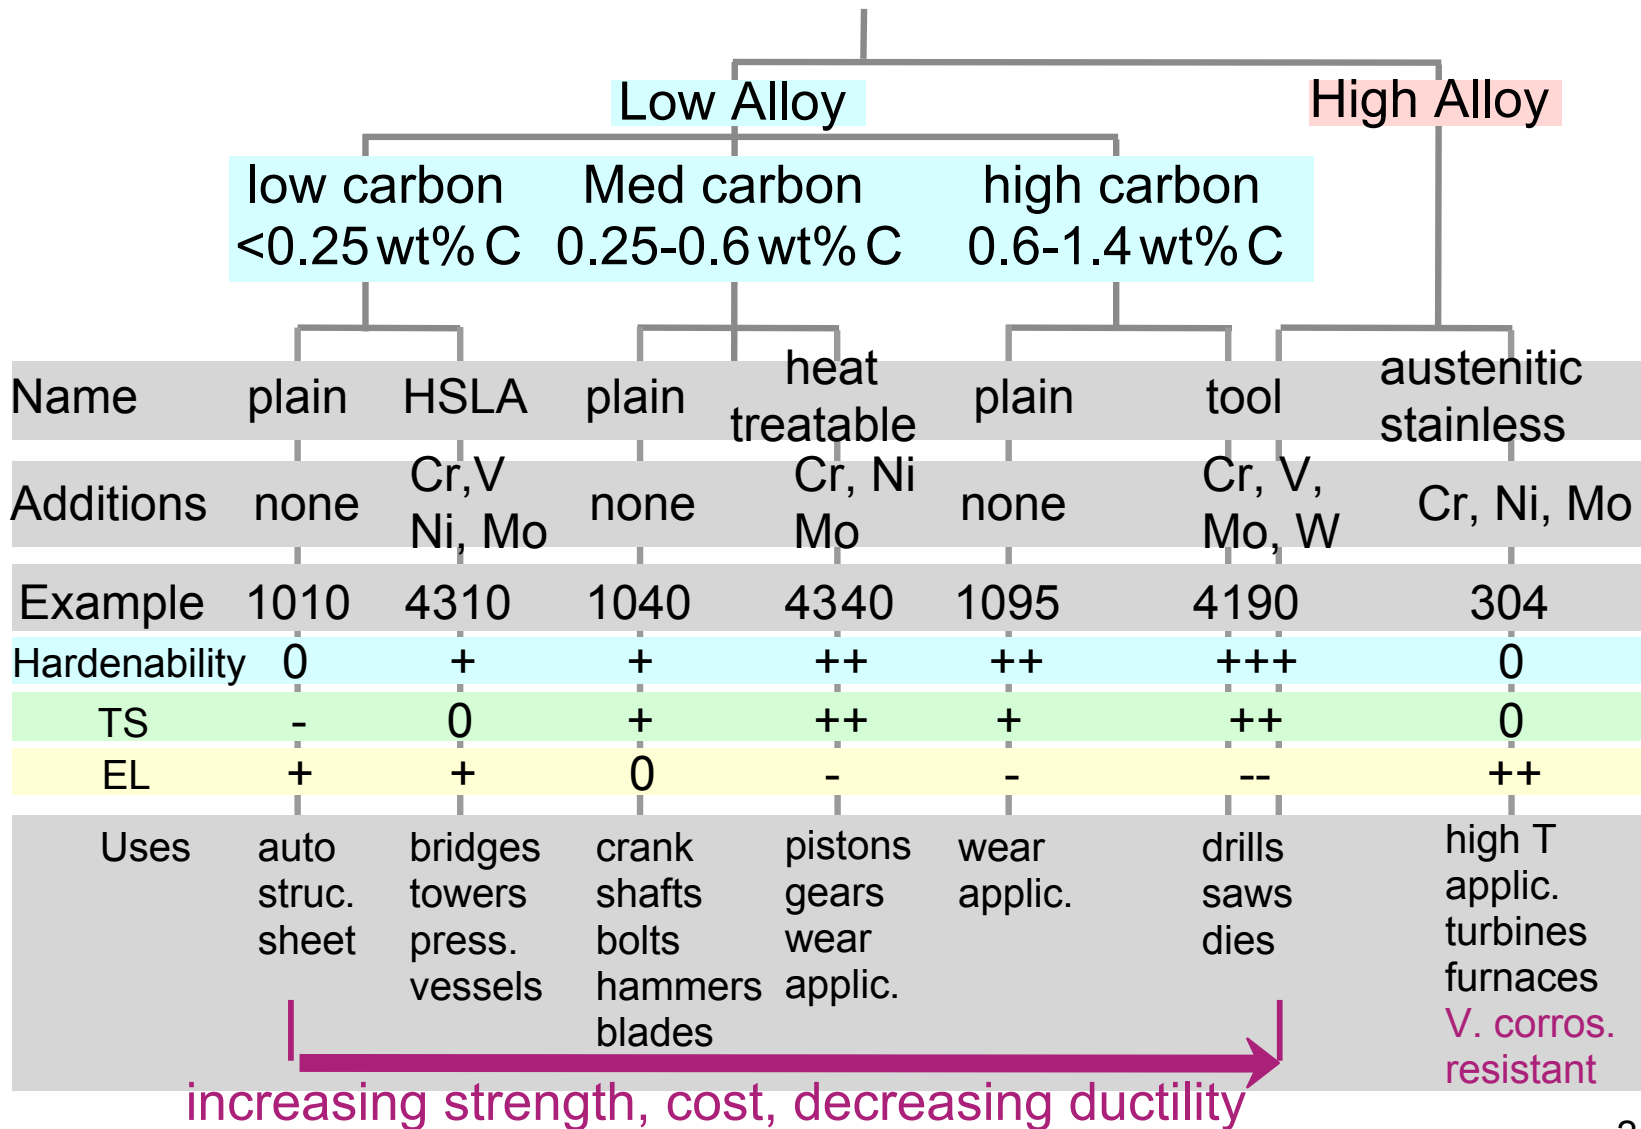 Low Alloy High Alloy
low carbon Med carbon high carbon
<0.25 wt% C 0.25-0.6 wt% C 0.6-1.4 wt% C
Name plain HSLA plain heat treatable plain tool austenitic stainless
Additions none Cr,V Ni, Mo none Cr, Ni Mo none Cr, V, Mo, W Cr, Ni, Mo
Example 1010 4310 1040 4340 1095 4190 304
Hardenability 0 + + ++ ++ +++ 0
TS - 0 + ++ + ++ 0
EL + + 0 - - -- ++
Uses
auto
struc.
sheet
bridges
towers
press.
vessels
crank
shafts
bolts
hammers
blades
pistons
gears
wear
applic.
wear
applic.
drills
saws
dies
high T
applic.
turbines
furnaces
V. corros.
resistant
increasing strength, cost, decreasing ductility